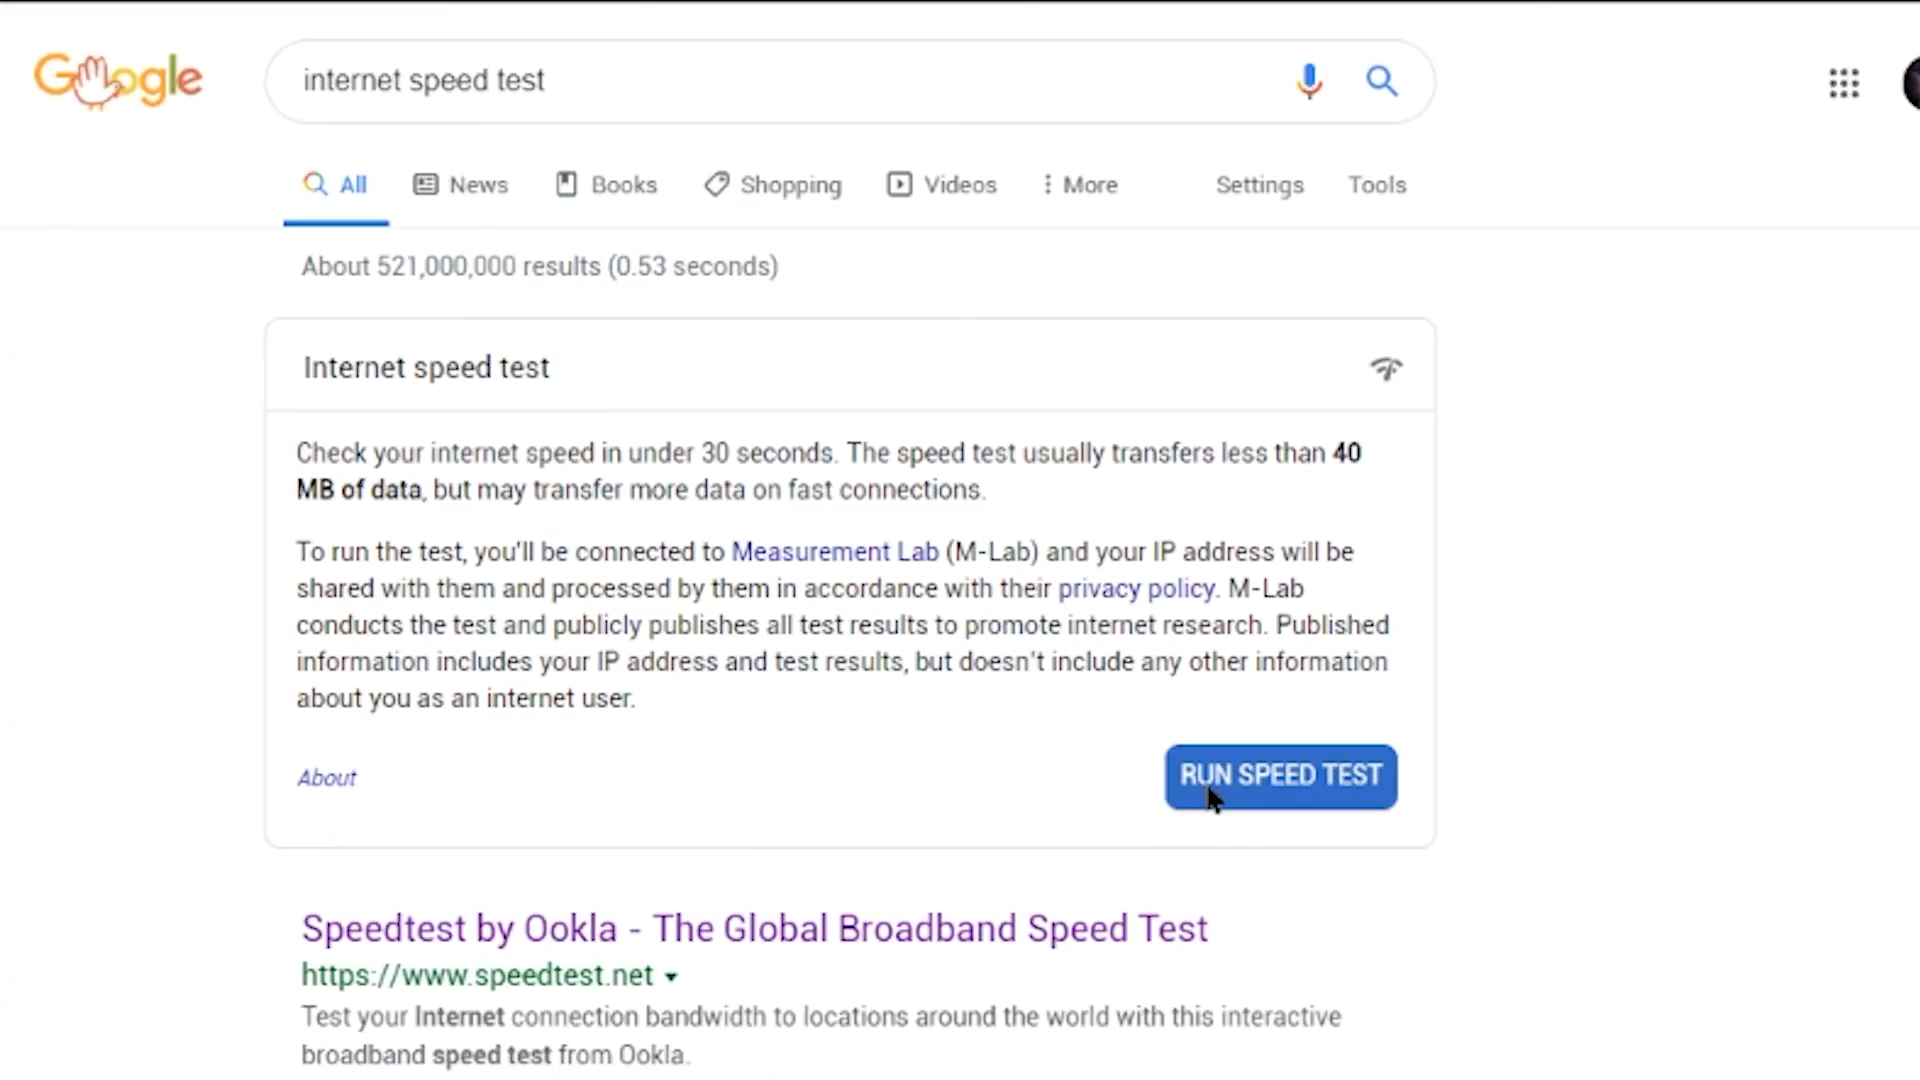 Google
internet speed test
All News Books Shopping Videos More Settings Tools
About 521,000,000 results (0.53 seconds)
Internet speed test
Check your internet speed in under 30 seconds. The speed test usually transfers less than 40
MB of data, but may transfer more data on fast connections.
To run the test, you'll be connected to Measurement Lab (M-Lab) and your IP address will be
shared with them and processed by them in accordance with their privacy policy. M-Lab
conducts the test and publicly publishes all test results to promote internet research. Published
information includes your IP address and test results, but doesn't include any other information
about you as an internet user.
About
RUN SPEED TEST
Speedtest by Ookla - The Global Broadband Speed Test
https://www.speedtest.net
Test your Internet connection bandwidth to locations around the world with this interactive
broadband speed test from Ookla.